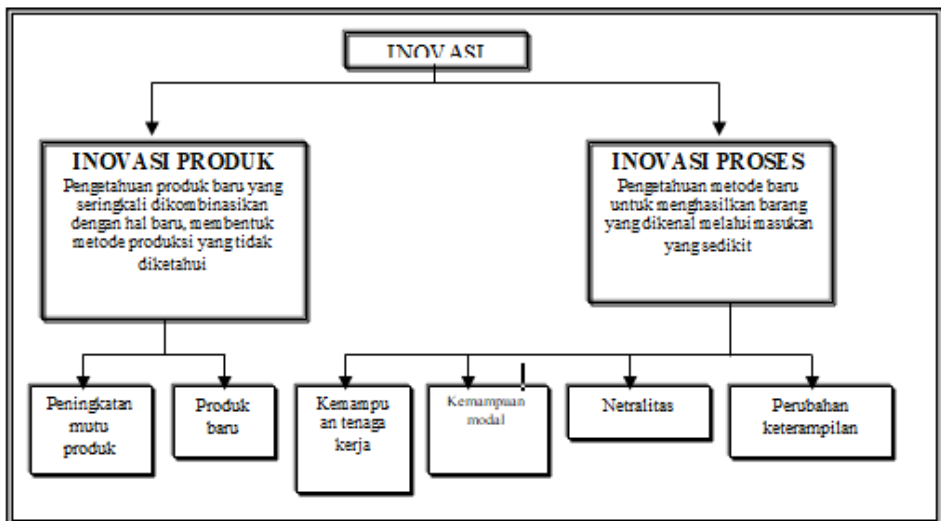 INOVASI
INOVASI PRODUK
Pengetahuan produk baru yang
seringkali dikombinasikan
dengan hal baru, membentuk
metode produksi yang tidak
diketahui
INOVASI PROSES
Pengetahuan metode baru
untuk menghasilkan barang
yang dikenal melalui masukan
yang sedikit
Peningkatan
mutu
produk
Produk
baru
Kemampu
an tenaga
kerja
Kemampuan
modal
Netralitas
Perubahan
keterampilan